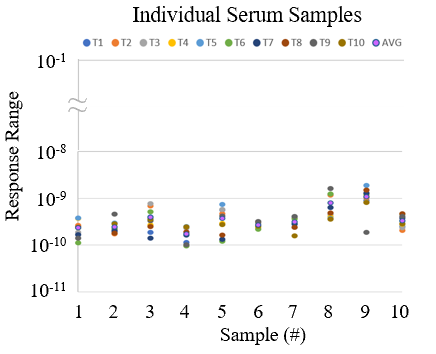 Individual Serum Samples
T1 T2 T3 T4 T5 T6 T7 T8 T9 T10 AVG
Response Range
10-1
10-8
10-9
10-10
10-11
1 2 3 4 5 6 7 8 9 10
Sample (#)